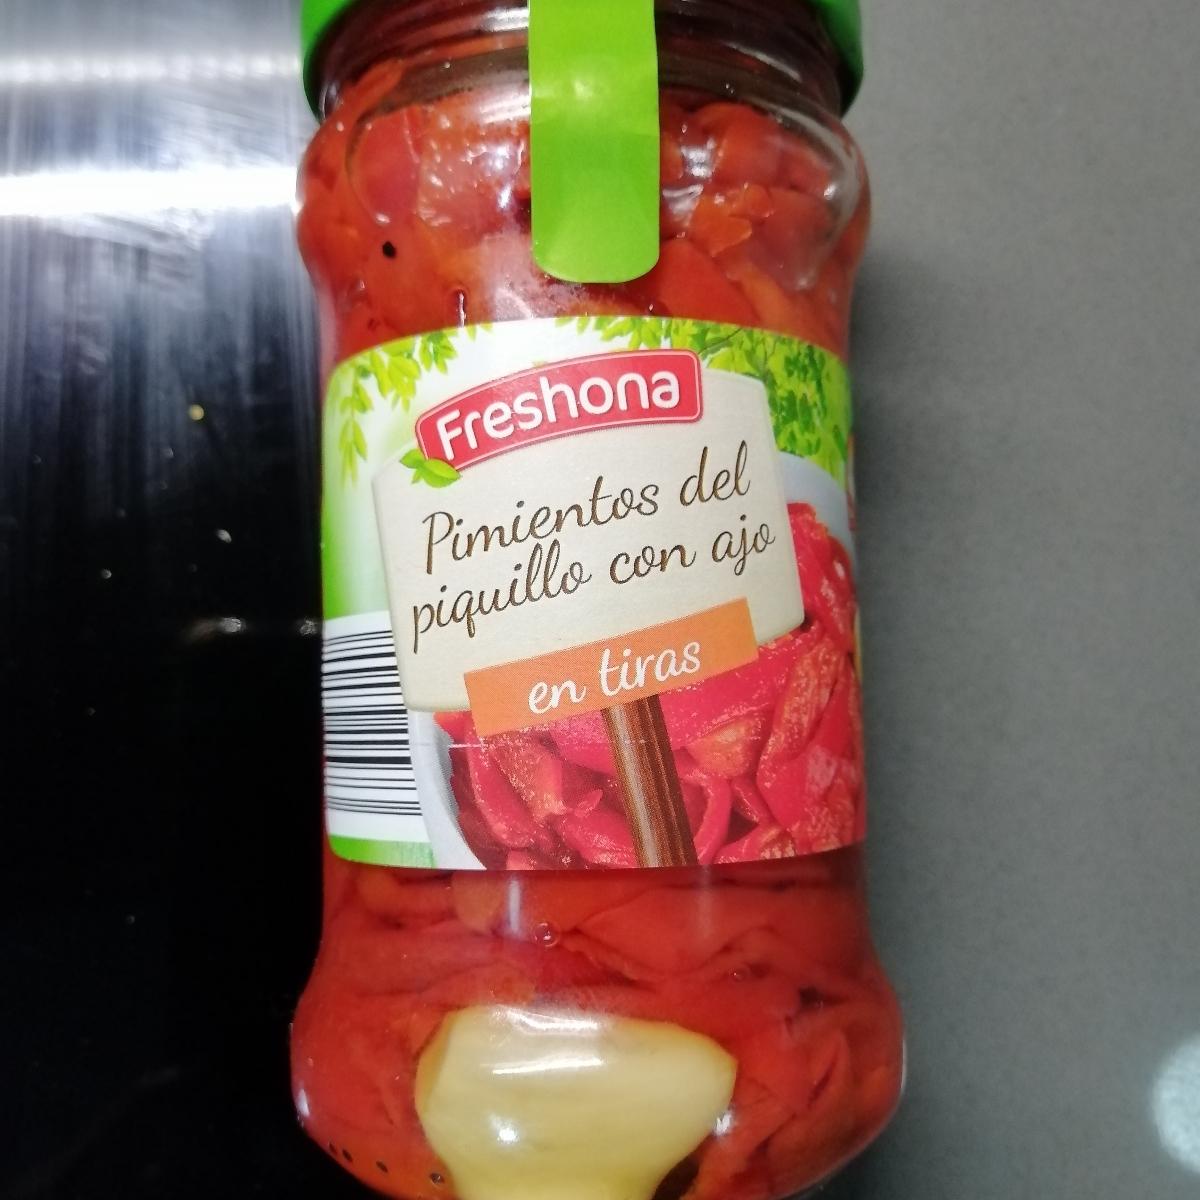 Freshona
Pimientos del
piquillo con ajo
en tiras